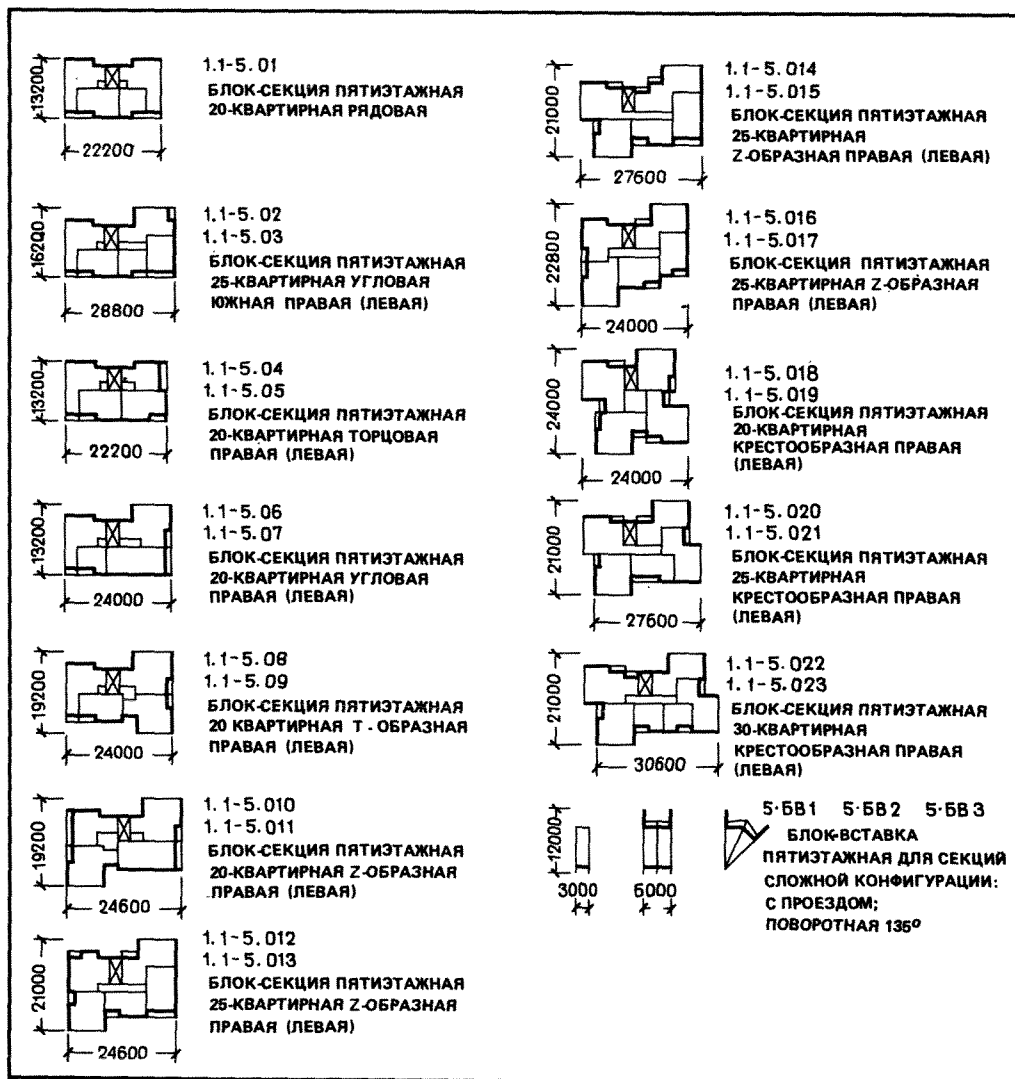 13200
22200
1.1-5.01
БЛОК-СЕКЦИЯ ПЯТИЭТАЖНАЯ
20-КВАРТИРНАЯ РЯДОВАЯ
16200
28800
1.1-5.02
1.1-5.03
БЛОК-СЕКЦИЯ ПЯТИЭТАЖНАЯ
25-КВАРТИРНАЯ УГЛОВАЯ
ЮЖНАЯ ПРАВАЯ (ЛЕВАЯ)
13200
22200
1.1-5.04
1.1-5.05
БЛОК-СЕКЦИЯ ПЯТИЭТАЖНАЯ
20-КВАРТИРНАЯ ТОРЦОВАЯ
ПРАВАЯ (ЛЕВАЯ)
13200
24000
1.1-5.06
1.1-5.07
БЛОК-СЕКЦИЯ ПЯТИЭТАЖНАЯ
20-КВАРТИРНАЯ УГЛОВАЯ
ПРАВАЯ (ЛЕВАЯ)
19200
24000
1.1-5.08
1.1-5.09
БЛОК-СЕКЦИЯ ПЯТИЭТАЖНАЯ
20 КВАРТИРНАЯ Т-ОБРАЗНАЯ
ПРАВАЯ (ЛЕВАЯ)
19200
24600
1.1-5.010
1.1-5.011
БЛОК-СЕКЦИЯ ПЯТИЭТАЖНАЯ
20-КВАРТИРНАЯ Z-ОБРАЗНАЯ
ПРАВАЯ (ЛЕВАЯ)
21000
24600
1.1-5.012
1.1-5.013
БЛОК-СЕКЦИЯ ПЯТИЭТАЖНАЯ
25-КВАРТИРНАЯ Z-ОБРАЗНАЯ
ПРАВАЯ (ЛЕВАЯ)
21000
27600
1.1-5.014
1.1-5.015
БЛОК-СЕКЦИЯ ПЯТИЭТАЖНАЯ
25-КВАРТИРНАЯ
Z-ОБРАЗНАЯ ПРАВАЯ (ЛЕВАЯ)
22800
24000
1.1-5.016
1.1-5.017
БЛОК-СЕКЦИЯ ПЯТИЭТАЖНАЯ
25-КВАРТИРНАЯ Z-ОБРАЗНАЯ
ПРАВАЯ (ЛЕВАЯ)
24000
24000
1.1-5.018
1.1-5.019
БЛОК-СЕКЦИЯ ПЯТИЭТАЖНАЯ
20-КВАРТИРНАЯ
КРЕСТООБРАЗНАЯ ПРАВАЯ
(ЛЕВАЯ)
21000
27600
1.1-5.020
1.1-5.021
БЛОК-СЕКЦИЯ ПЯТИЭТАЖНАЯ
25-КВАРТИРНАЯ
КРЕСТООБРАЗНАЯ ПРАВАЯ
(ЛЕВАЯ)
21000
30600
1.1-5.022
1.1-5.023
БЛОК-СЕКЦИЯ ПЯТИЭТАЖНАЯ
30-КВАРТИРНАЯ
КРЕСТООБРАЗНАЯ ПРАВАЯ
(ЛЕВАЯ)
12000
3000 6000
5·БВ1 5·БВ2 5·БВ3
БЛОК-ВСТАВКА
ПЯТИЭТАЖНАЯ ДЛЯ СЕКЦИЙ
СЛОЖНОЙ КОНФИГУРАЦИИ:
С ПРОЕЗДОМ;
ПОВОРОТНАЯ 135°